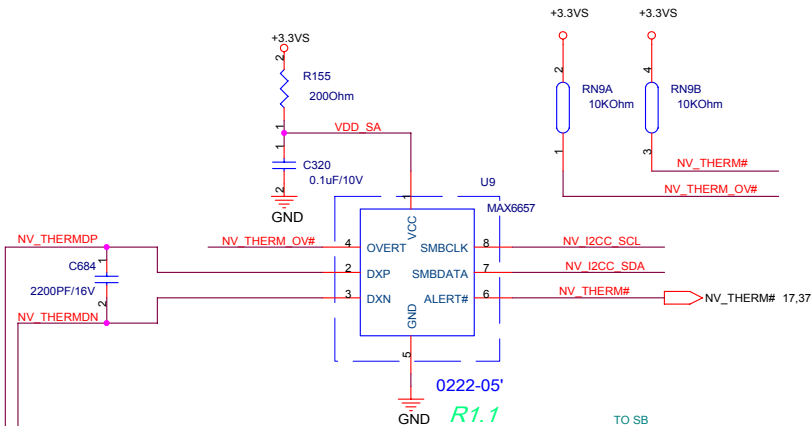 +3.3VS
+3.3VS
+3.3VS
2
R155
200Ohm
1
VDD_SA
1
C320
0.1uF/10V
2
GND
2
RN9A
10KOhm
1
4
RN9B
10KOhm
3
NV_THERM#
NV_THERM_OV#
U9
MAX6657
1
VCC
NV_THERM_OV#
4
OVERT
SMBCLK
8
NV_I2CC_SCL
2
DXP
SMBDATA
7
NV_I2CC_SDA
3
DXN
ALERT#
6
NV_THERM#
NV_THERM# 17,37
GND
5
NV_THERMDP
1
C684
2200PF/16V
2
NV_THERMDN
0222-05'
GND
R1.1
TO SB